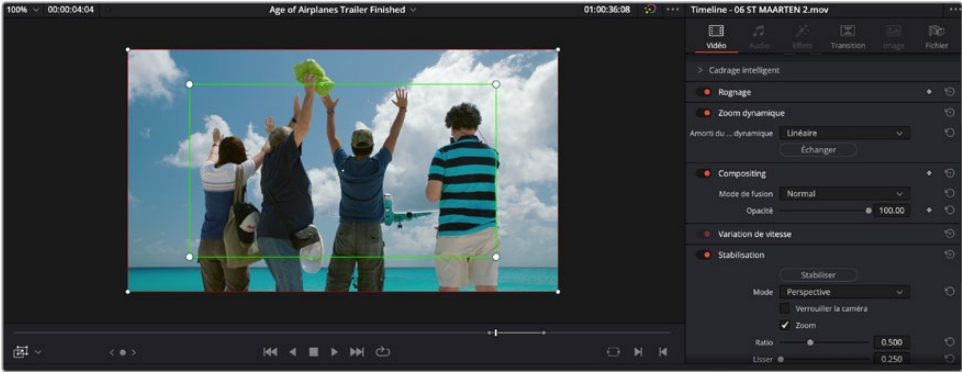 100% 00:00:04:04 Age of Airplanes Trailer Finished 01:00:36:08 Timeline - 06 ST MAARTEN 2.mov
Vidéo Audio Effets Transition Image Fichier
Cadrage intelligent
Rognage
Zoom dynamique
Amorti du ... dynamique Linéaire
Échanger
Compositing
Mode de fusion Normal
Opacité 100.00
Variation de vitesse
Stabilisation
Stabiliser
Mode Perspective
Verrouiller la caméra
Zoom
Ratio 0.500
Lisser 0.250